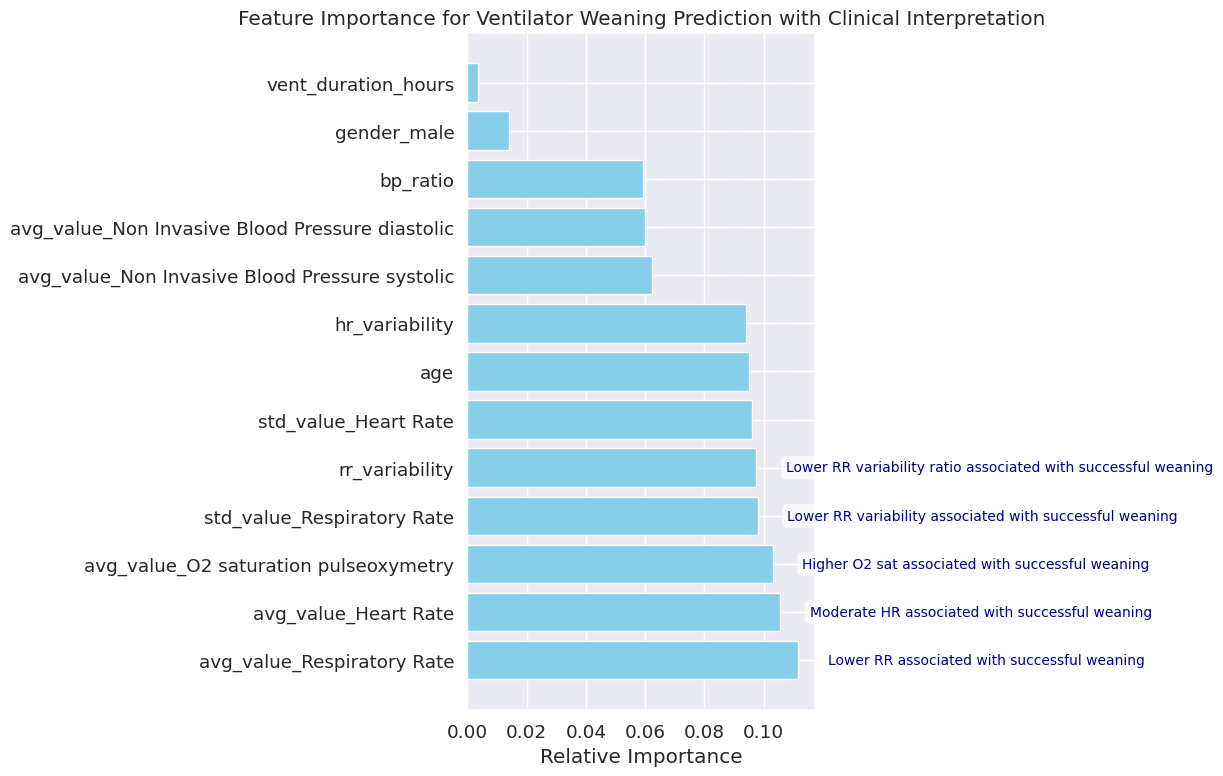 Feature Importance for Ventilator Weaning Prediction with Clinical Interpretation
vent_duration_hours
gender_male
bp_ratio
avg_value_Non Invasive Blood Pressure diastolic
avg_value_Non Invasive Blood Pressure systolic
hr_variability
age
std_value_Heart Rate
rr_variability Lower RR variability ratio associated with successful weaning
std_value_Respiratory Rate Lower RR variability associated with successful weaning
avg_value_O2 saturation pulseoxymetry Higher O2 sat associated with successful weaning
avg_value_Heart Rate Moderate HR associated with successful weaning
avg_value_Respiratory Rate Lower RR associated with successful weaning
0.00 0.02 0.04 0.06 0.08 0.10
Relative Importance